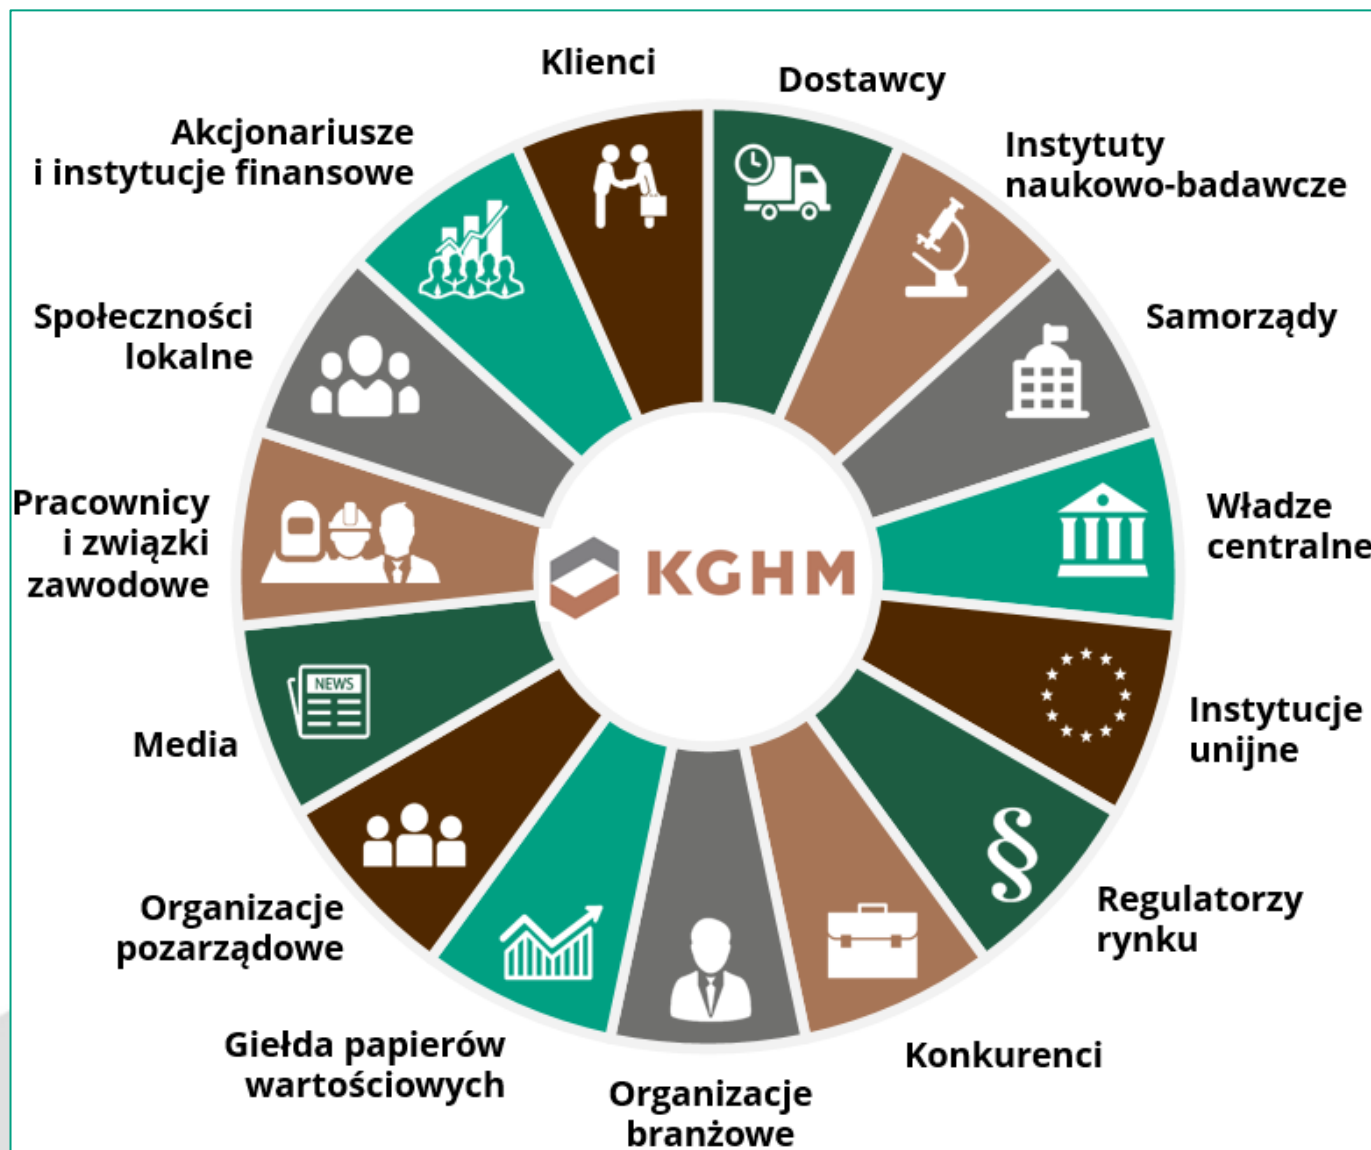 Klienci
Dostawcy
Instytuty
naukowo-badawcze
Samorządy
Władze
centralne
Instytucje
unijne
Regulatorzy
rynku
Konkurenci
Organizacje
branżowe
Giełda papierów
wartościowych
Organizacje
pozarządowe
Media
NEWS
Pracownicy
i związki
zawodowe
Społeczności
lokalne
Akcjonariusze
i instytucje finansowe
§
KGHM